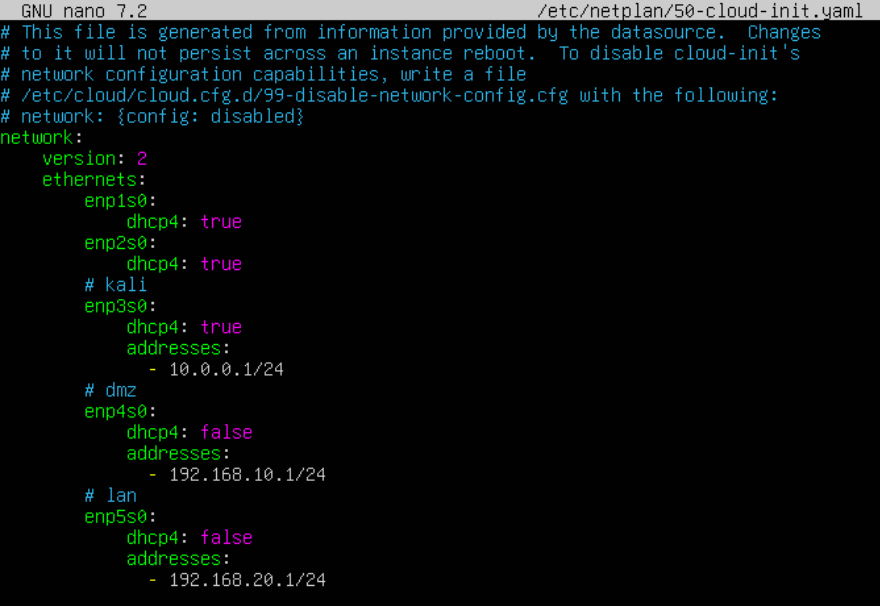 GNU nano 7.2 /etc/netplan/50-cloud-init.yaml
# This file is generated from information provided by the datasource.  Changes
# to it will not persist across an instance reboot.  To disable cloud-init's
# network configuration capabilities, write a file
# /etc/cloud/cloud.cfg.d/99-disable-network-config.cfg with the following:
# network: {config: disabled}
network:
    version: 2
    ethernets:
        enp1s0:
            dhcp4: true
        enp2s0:
            dhcp4: true
        # kali
        enp3s0:
            dhcp4: true
            addresses:
              - 10.0.0.1/24
        # dmz
        enp4s0:
            dhcp4: false
            addresses:
              - 192.168.10.1/24
        # lan
        enp5s0:
            dhcp4: false
            addresses:
              - 192.168.20.1/24